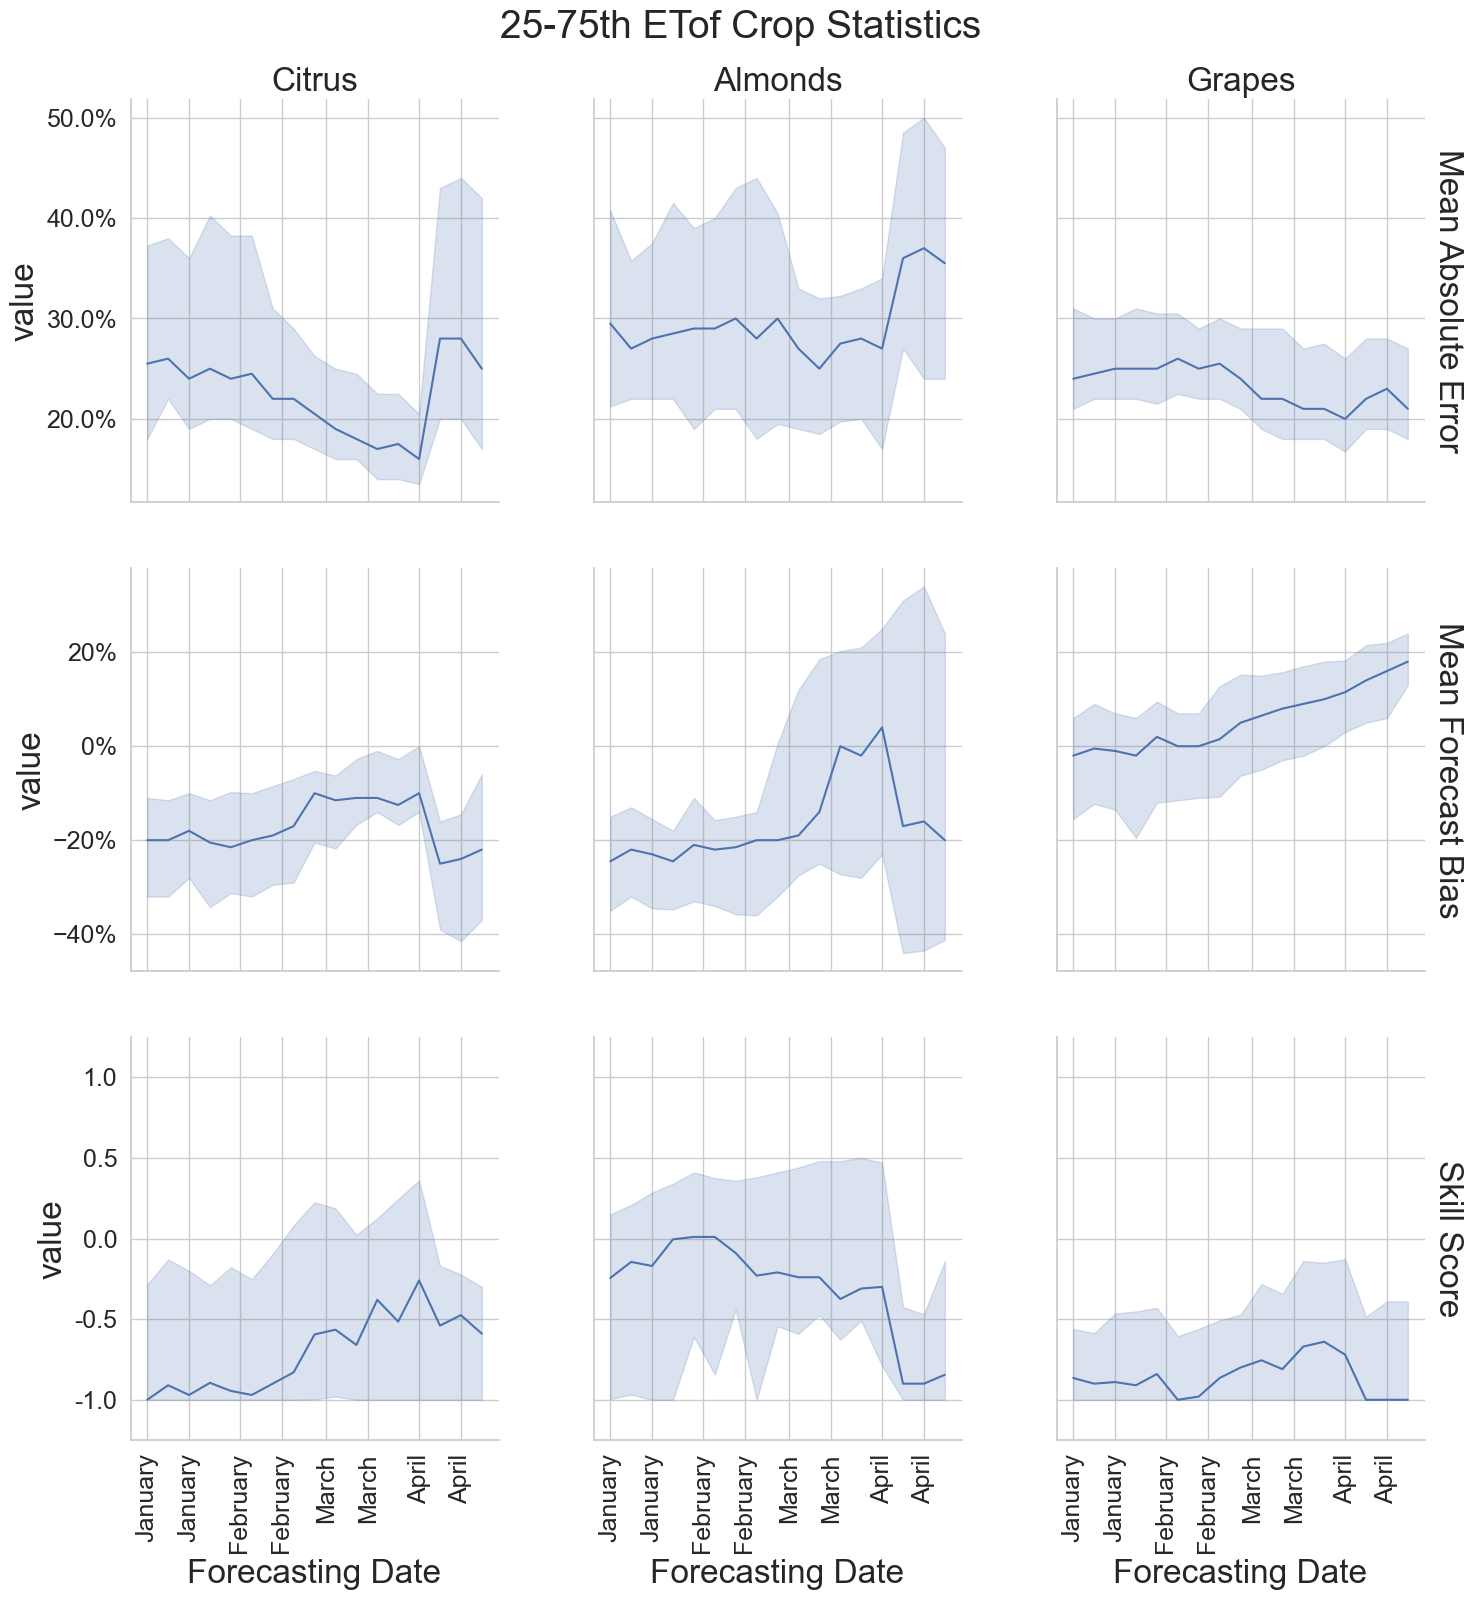 25-75th ETof Crop Statistics
Citrus
Almonds
Grapes
50.0%
40.0%
30.0%
20.0%
value
Mean Absolute Error
20%
0%
−20%
−40%
value
Mean Forecast Bias
1.0
0.5
0.0
-0.5
-1.0
value
Skill Score
January
January
February
February
March
March
April
April
January
January
February
February
March
March
April
April
January
January
February
February
March
March
April
April
Forecasting Date
Forecasting Date
Forecasting Date